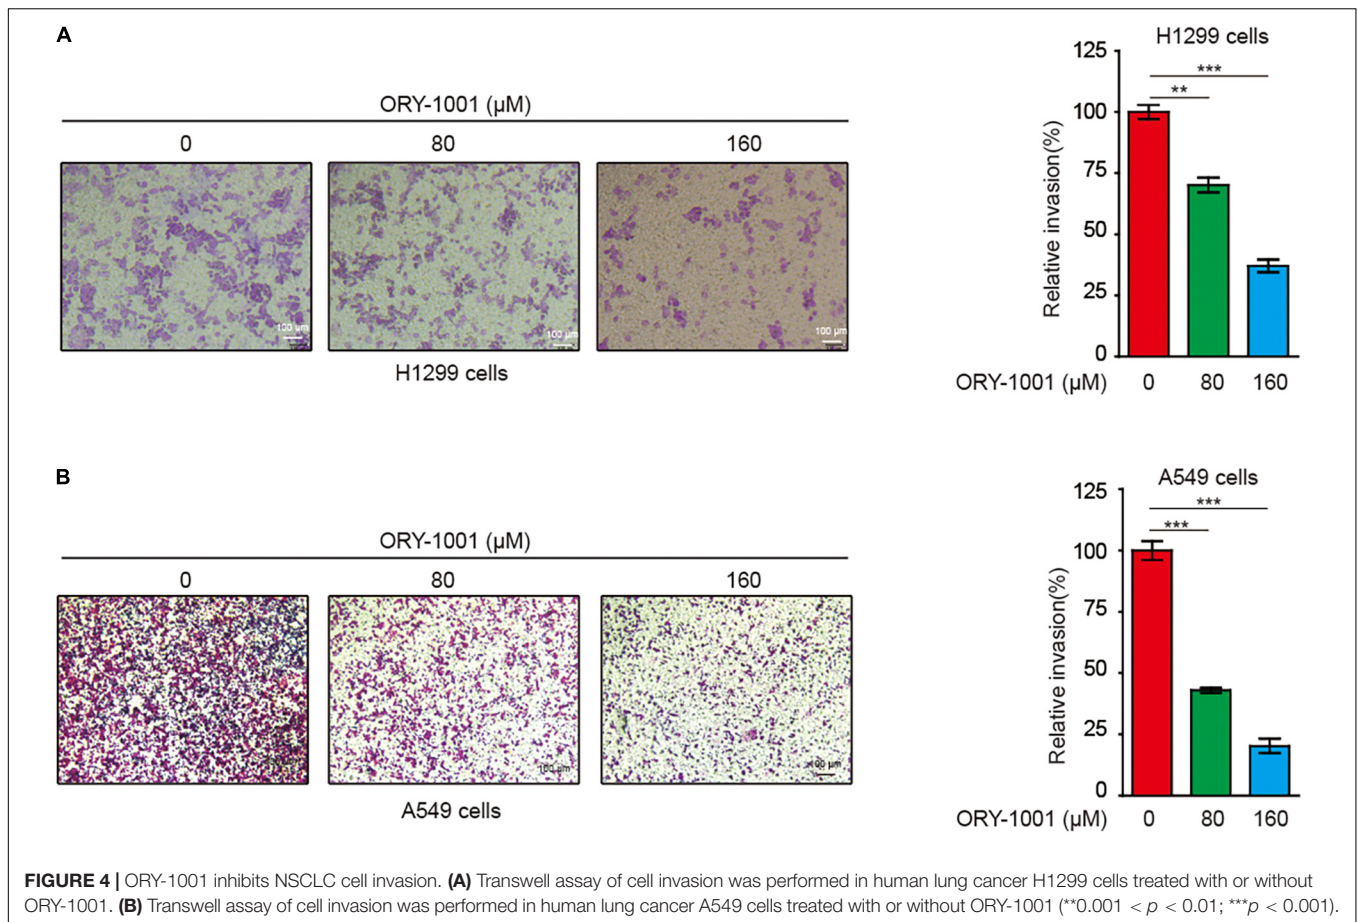 A
ORY-1001 (µM)
0 80 160
100 µm 100 µm 100 µm
H1299 cells
H1299 cells
125
100
75
50
25
0
Relative invasion(%)
***
**
ORY-1001 (µM) 0 80 160
B
ORY-1001 (µM)
0 80 160
100 µm 100 µm
A549 cells
A549 cells
125
100
75
50
25
0
Relative invasion(%)
***
***
ORY-1001 (µM) 0 80 160
FIGURE 4 | ORY-1001 inhibits NSCLC cell invasion. (A) Transwell assay of cell invasion was performed in human lung cancer H1299 cells treated with or without
ORY-1001. (B) Transwell assay of cell invasion was performed in human lung cancer A549 cells treated with or without ORY-1001 (**0.001 < p < 0.01; ***p < 0.001).